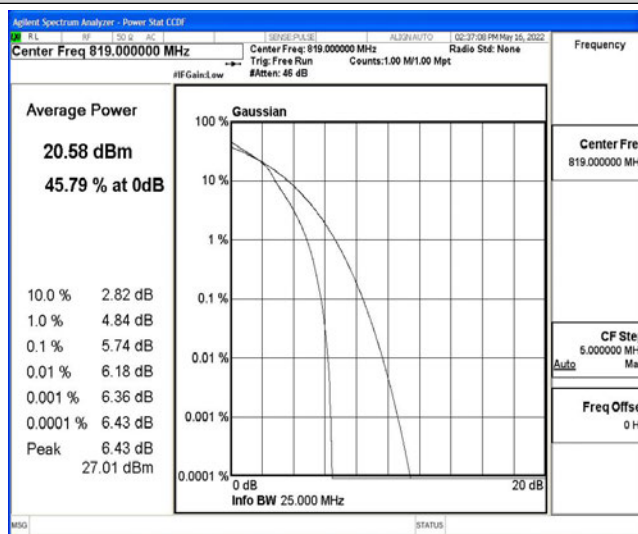 Agilent Spectrum Analyzer - Power Stat CCDF
RL RF 50 Ω AC SENSE:PULSE ALIGNAUTO 02:37:08 PM May 16, 2022
Center Freq 819.000000 MHz
Center Freq: 819.000000 MHz Radio Std: None
Trig: Free Run Counts:1.00 M/1.00 Mpt
#IFGain:Low #Atten: 46 dB
Frequency
Average Power
20.58 dBm
45.79 % at 0dB
10.0 % 2.82 dB
1.0 % 4.84 dB
0.1 % 5.74 dB
0.01 % 6.18 dB
0.001 % 6.36 dB
0.0001 % 6.43 dB
Peak 6.43 dB
27.01 dBm
Gaussian
100 %
10 %
1 %
0.1 %
0.01 %
0.001 %
0.0001 %
0 dB 20 dB
Info BW 25.000 MHz
Center Fre
819.000000 MH
CF Ste
5.000000 MH
Auto Ma
Freq Offse
0 H
MSG STATUS